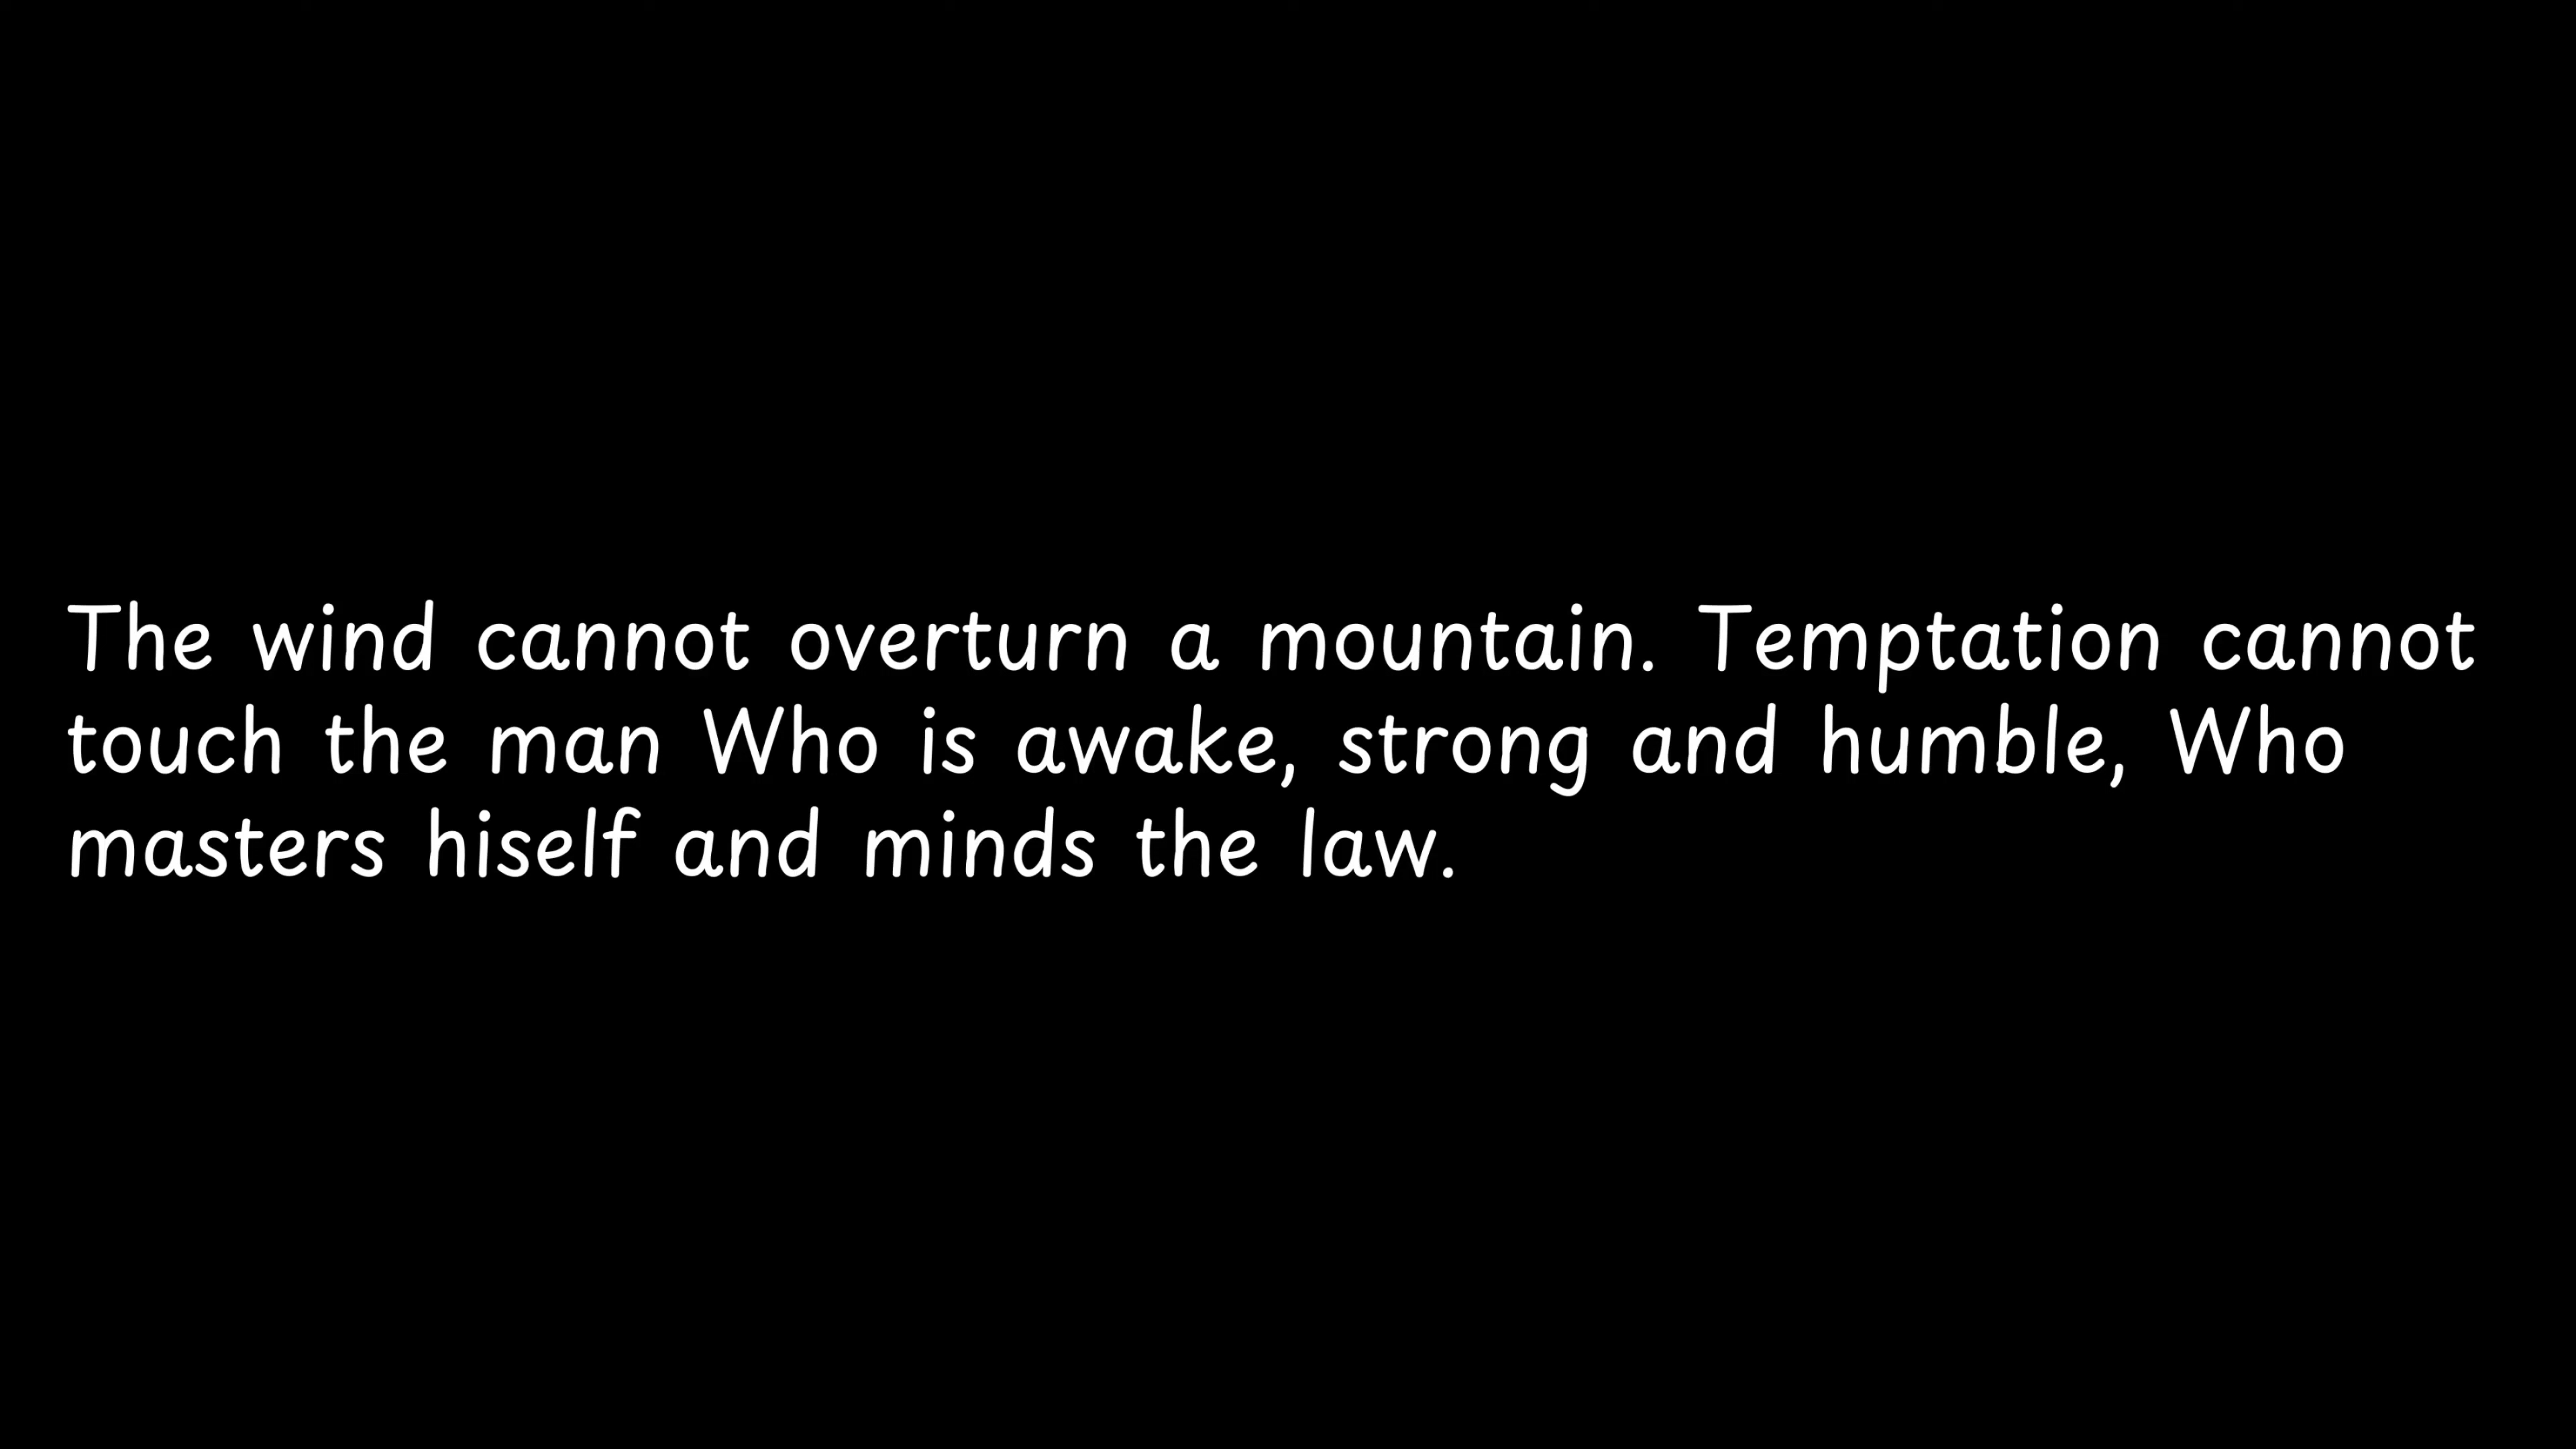 The wind cannot overturn a mountain. Temptation cannot
touch the man Who is awake, strong and humble, Who
masters hiself and minds the law.